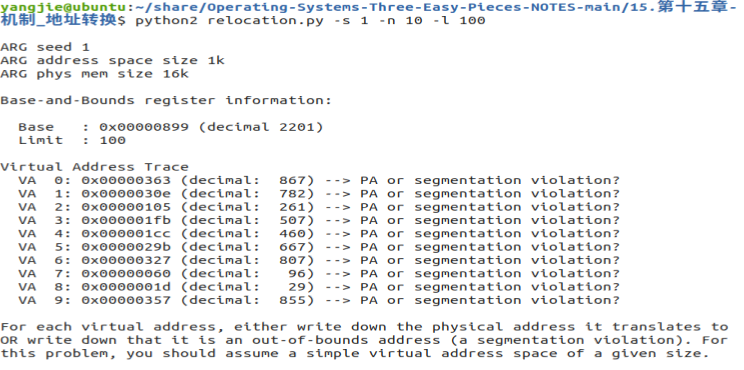 yangjie@ubuntu:~/share/Operating-Systems-Three-Easy-Pieces-NOTES-main/15.第十五章-
机制_地址转换$ python2 relocation.py -s 1 -n 10 -l 100
ARG seed 1
ARG address space size 1k
ARG phys mem size 16k
Base-and-Bounds register information:
Base   : 0x00000899 (decimal 2201)
Limit  : 100
Virtual Address Trace
VA  0: 0x00000363 (decimal:  867) --> PA or segmentation violation?
VA  1: 0x0000030e (decimal:  782) --> PA or segmentation violation?
VA  2: 0x00000105 (decimal:  261) --> PA or segmentation violation?
VA  3: 0x000001fb (decimal:  507) --> PA or segmentation violation?
VA  4: 0x000001cc (decimal:  460) --> PA or segmentation violation?
VA  5: 0x0000029b (decimal:  667) --> PA or segmentation violation?
VA  6: 0x00000327 (decimal:  807) --> PA or segmentation violation?
VA  7: 0x00000060 (decimal:   96) --> PA or segmentation violation?
VA  8: 0x0000001d (decimal:   29) --> PA or segmentation violation?
VA  9: 0x00000357 (decimal:  855) --> PA or segmentation violation?
For each virtual address, either write down the physical address it translates to
OR write down that it is an out-of-bounds address (a segmentation violation). For
this problem, you should assume a simple virtual address space of a given size.